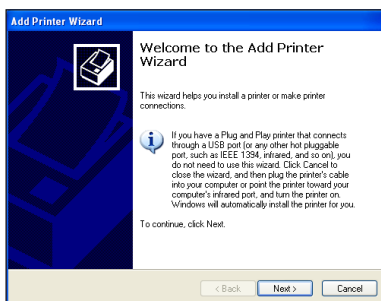 Add Printer Wizard
Welcome to the Add Printer
Wizard
This wizard helps you install a printer or make printer
connections.
If you have a Plug and Play printer that connects
through a USB port (or any other hot pluggable
port, such as IEEE 1394, infrared, and so on), you
do not need to use this wizard. Click Cancel to
close the wizard, and then plug the printer's cable
into your computer or point the printer toward your
computer's infrared port, and turn the printer on.
Windows will automatically install the printer for you.
To continue, click Next.
< Back Next > Cancel